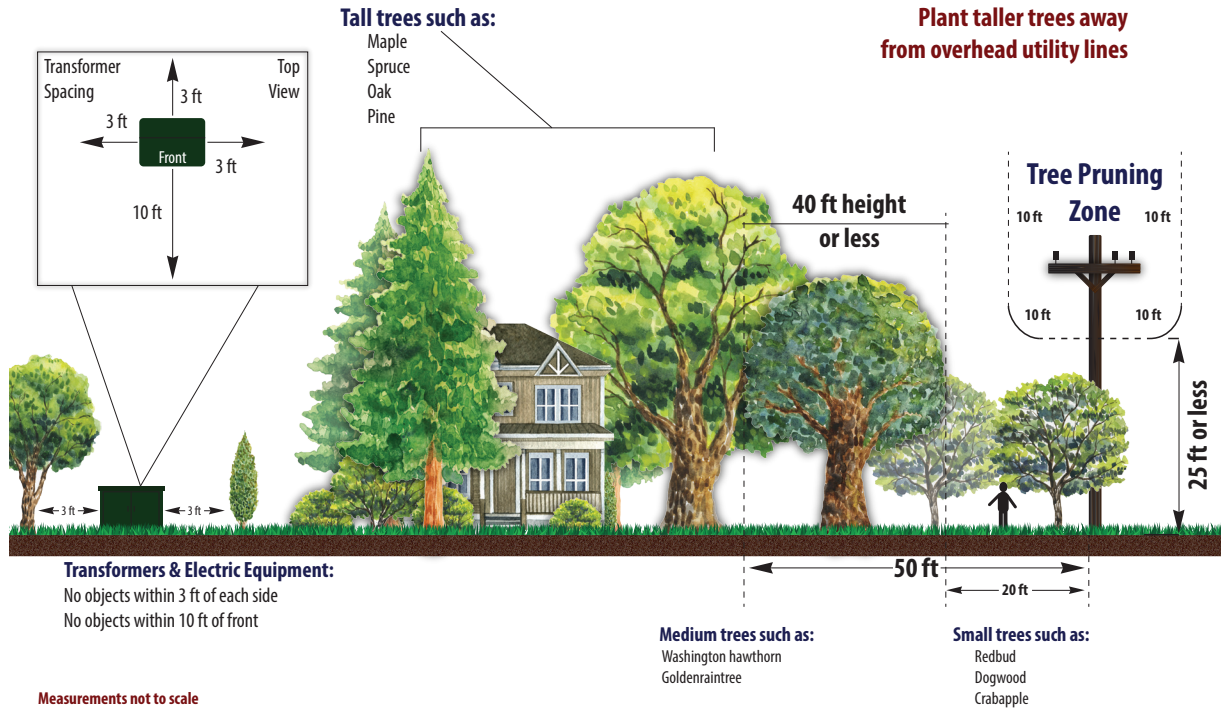 Tall trees such as:
Maple
Spruce
Oak
Pine
Plant taller trees away
from overhead utility lines
Transformer
Spacing
Top
View
3 ft
3 ft
Front
3 ft
10 ft
40 ft height
or less
Tree Pruning
Zone
10 ft
10 ft
10 ft
10 ft
25 ft or less
3 ft
3 ft
50 ft
20 ft
Transformers & Electric Equipment:
No objects within 3 ft of each side
No objects within 10 ft of front
Medium trees such as:
Washington hawthorn
Goldenraintree
Small trees such as:
Redbud
Dogwood
Crabapple
Measurements not to scale